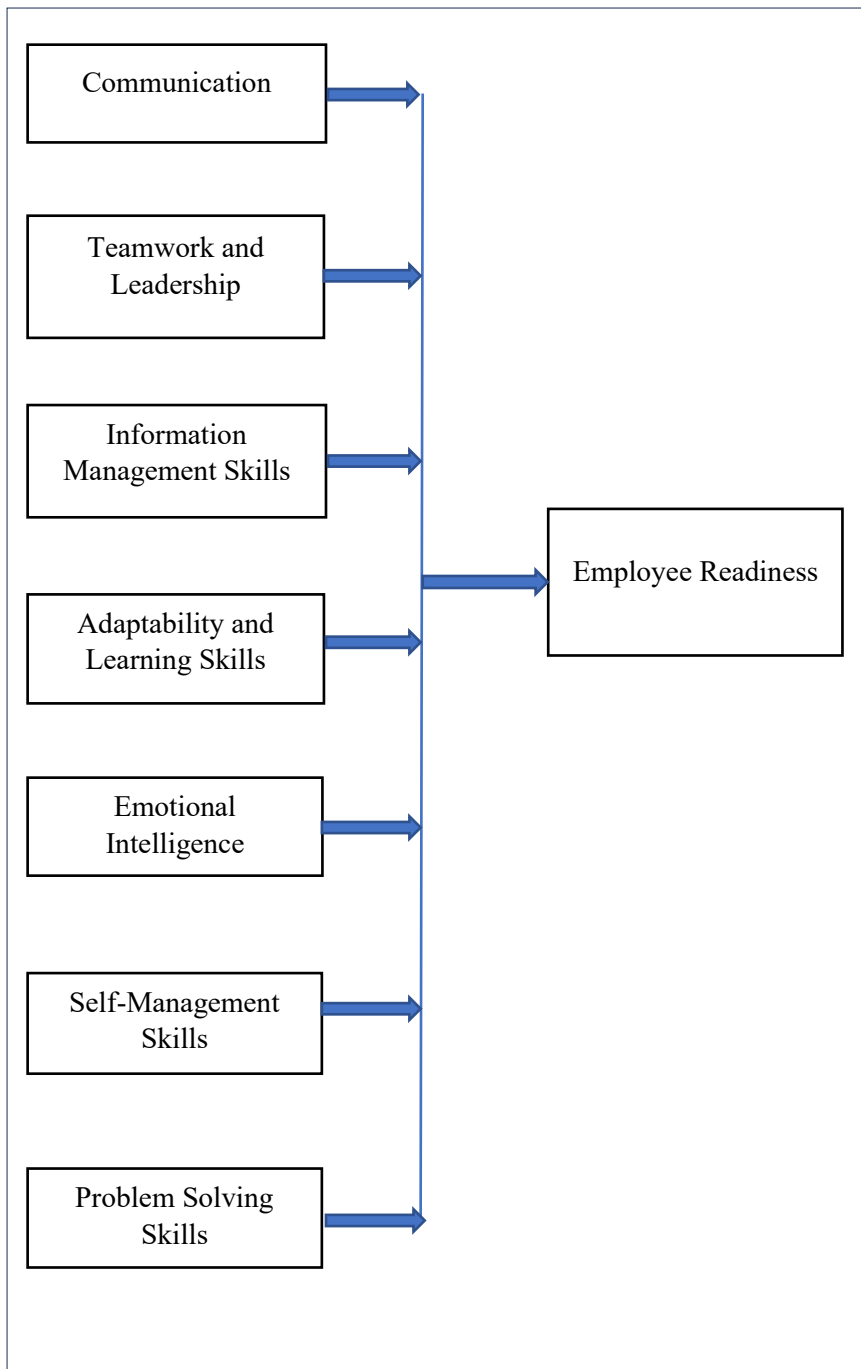 Communication
Teamwork and
Leadership
Information
Management Skills
Adaptability and
Learning Skills
Emotional
Intelligence
Self-Management
Skills
Problem Solving
Skills
Employee Readiness